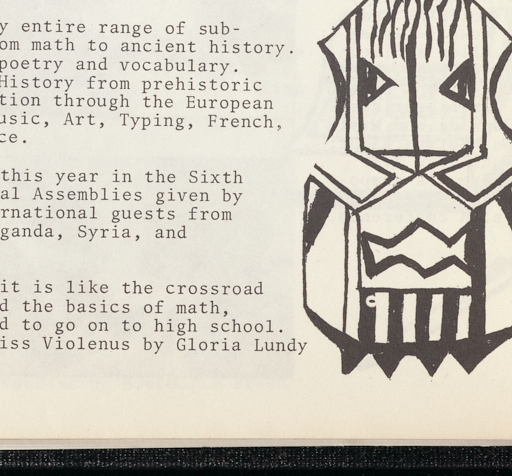 y entire range of sub-
om math to ancient history.
poetry and vocabulary.
History from prehistoric
tion through the European
usic, Art, Typing, French,
ce.
this year in the Sixth
al Assemblies given by
rnational guests from
ganda, Syria, and
it is like the crossroad
d the basics of math,
d to go on to high school.
iss Violenus by Gloria Lundy